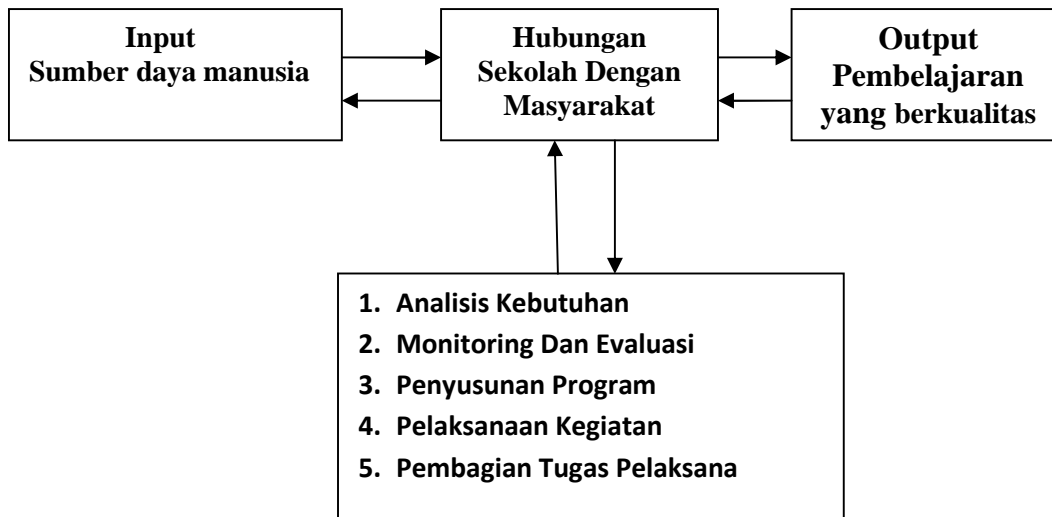 Input
Sumber daya manusia
Hubungan
Sekolah Dengan
Masyarakat
Output
Pembelajaran
yang berkualitas
1. Analisis Kebutuhan
2. Monitoring Dan Evaluasi
3. Penyusunan Program
4. Pelaksanaan Kegiatan
5. Pembagian Tugas Pelaksana